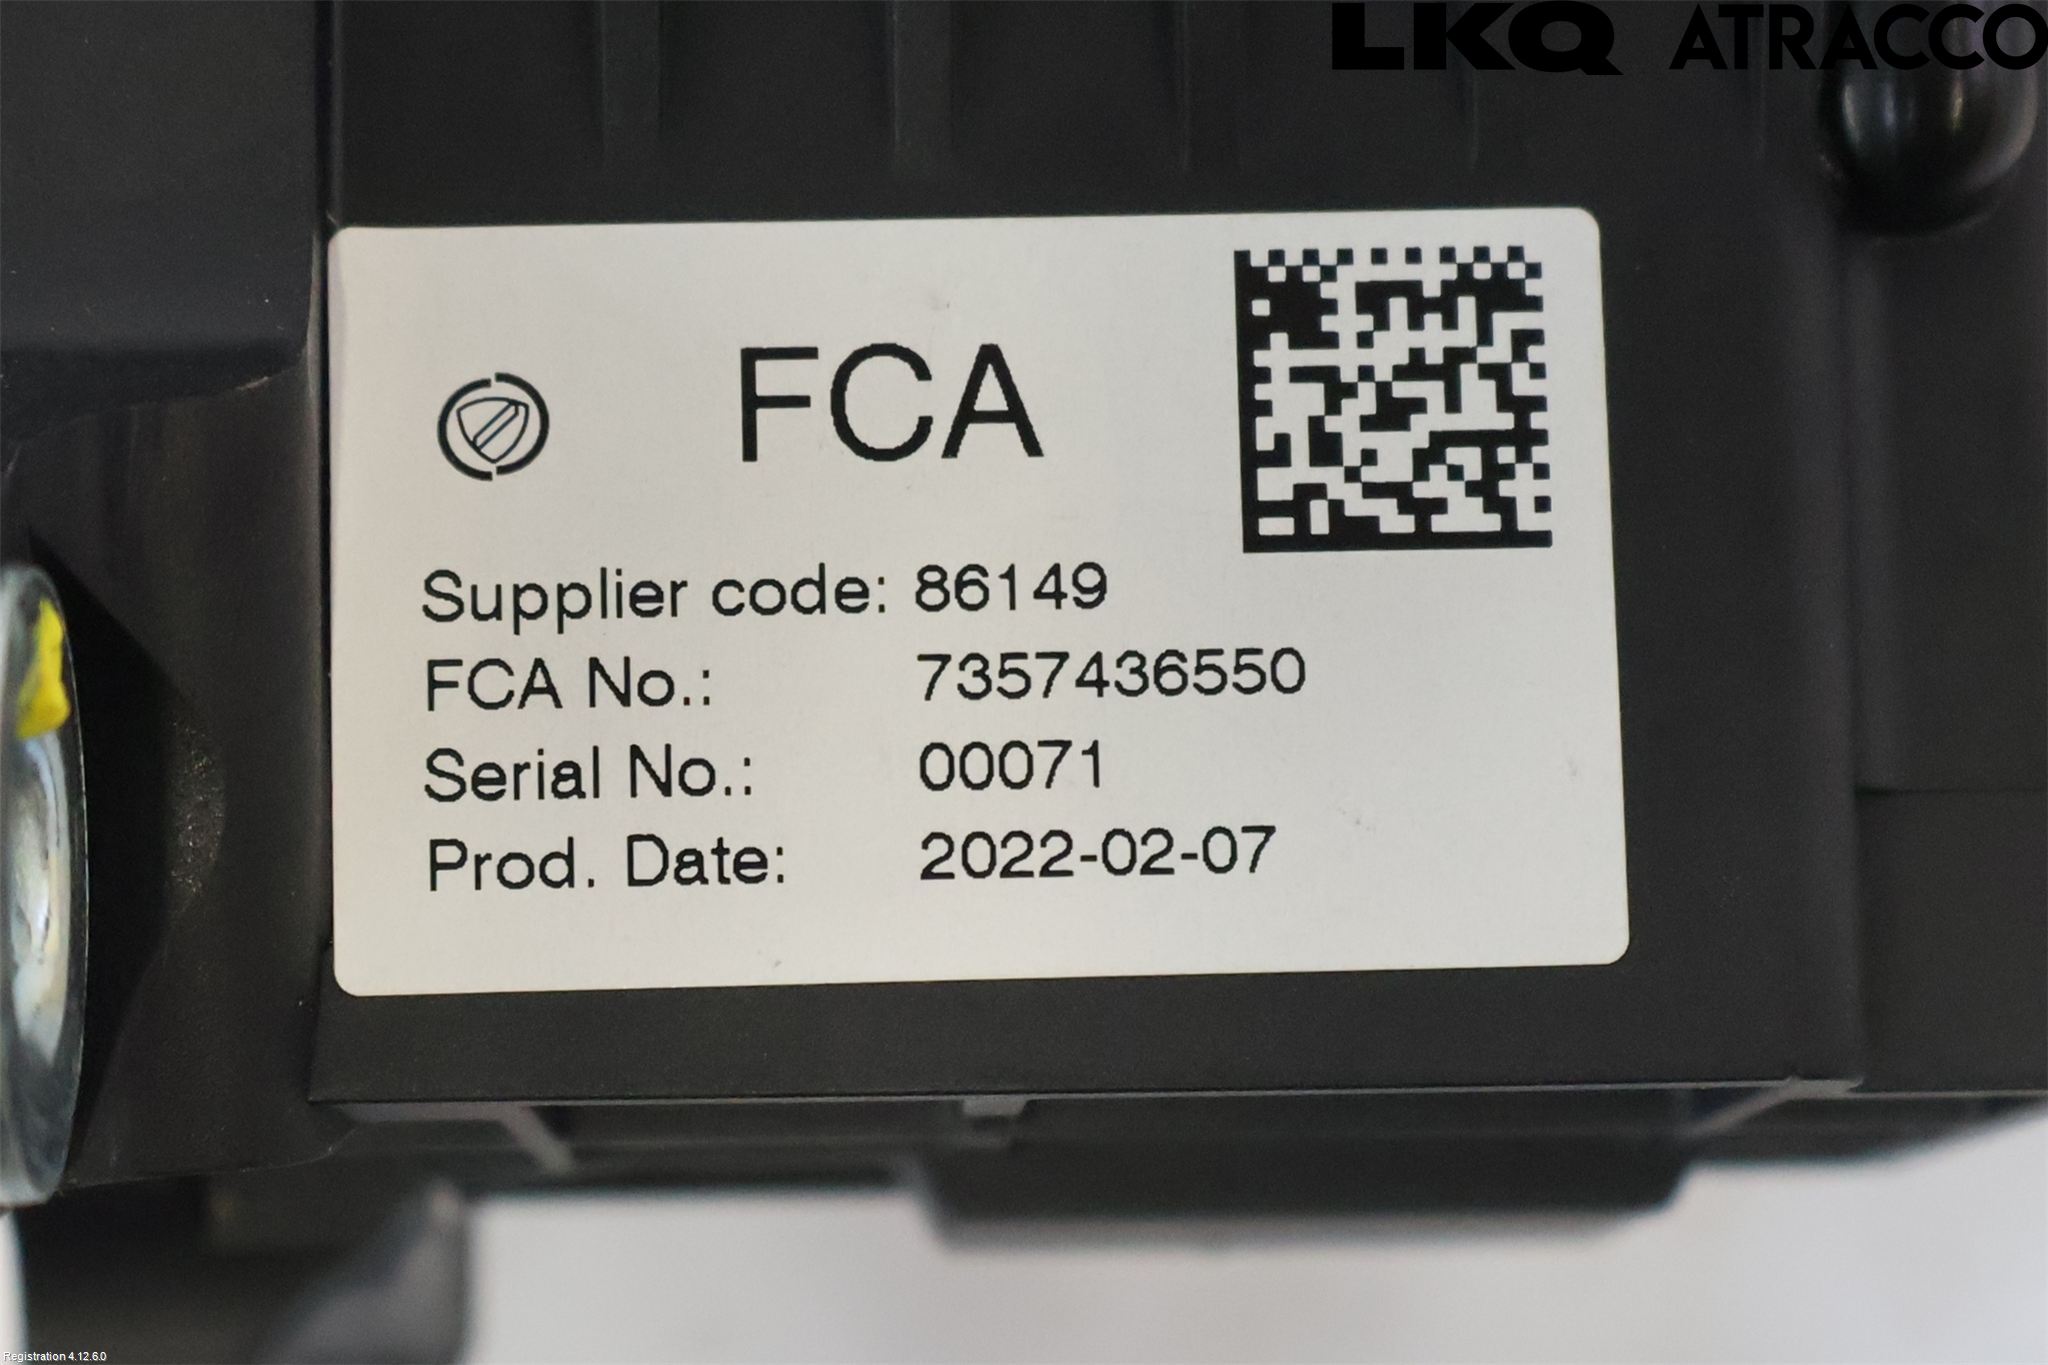 LKQ ATRACCO
FCA
Supplier code: 86149
FCA No.: 7357436550
Serial No.: 00071
Prod. Date: 2022-02-07
Registration 4.12.6.0